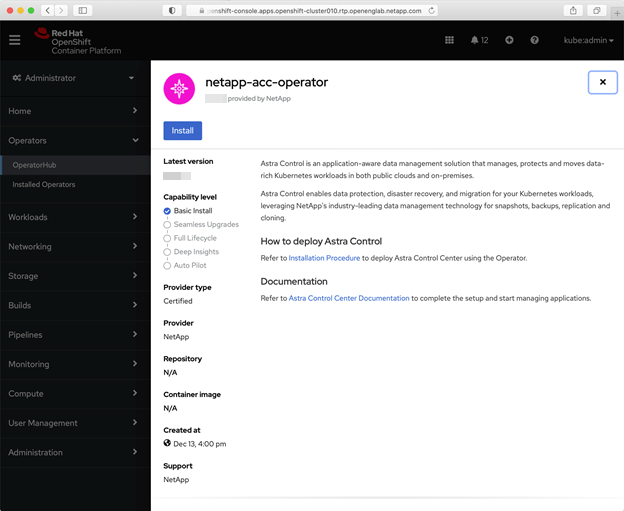 enshift-console.apps.openshift-cluster010.rtp.openenglab.netapp.com
Red Hat
OpenShift
Container Platform
12
kube:admin
Administrator
Home
Operators
OperatorHub
Installed Operators
Workloads
Networking
Storage
Builds
Pipelines
Monitoring
Compute
User Management
Administration
netapp-acc-operator
provided by NetApp
Install
Latest version
Capability level
Basic Install
Seamless Upgrades
Full Lifecycle
Deep Insights
Auto Pilot
Provider type
Certified
Provider
NetApp
Repository
N/A
Container image
N/A
Created at
Dec 13, 4:00 pm
Support
NetApp
Astra Control is an application-aware data management solution that manages, protects and moves data-
rich Kubernetes workloads in both public clouds and on-premises.
Astra Control enables data protection, disaster recovery, and migration for your Kubernetes workloads,
leveraging NetApp's industry-leading data management technology for snapshots, backups, replication and
cloning.
How to deploy Astra Control
Refer to Installation Procedure to deploy Astra Control Center using the Operator.
Documentation
Refer to Astra Control Center Documentation to complete the setup and start managing applications.